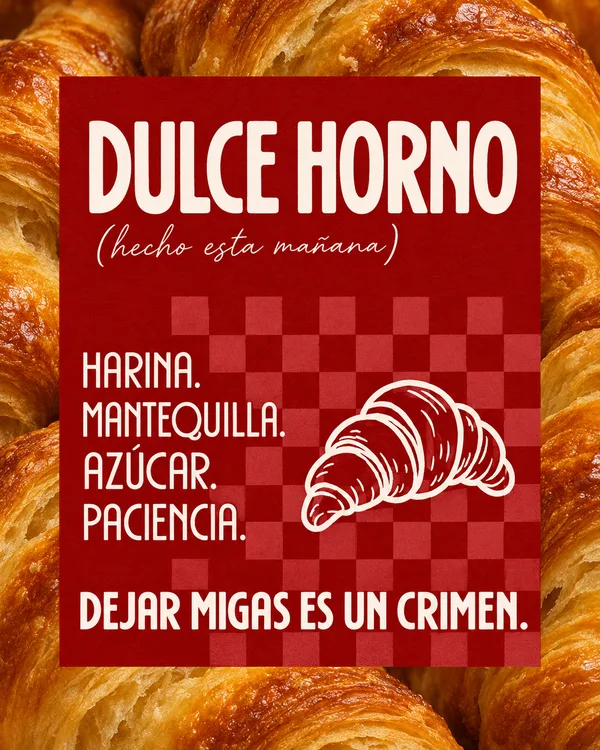 DULCE HORNO
(hecho esta mañana)
HARINA.
MANTEQUILLA.
AZÚCAR.
PACIENCIA.
DEJAR MIGAS ES UN CRIMEN.